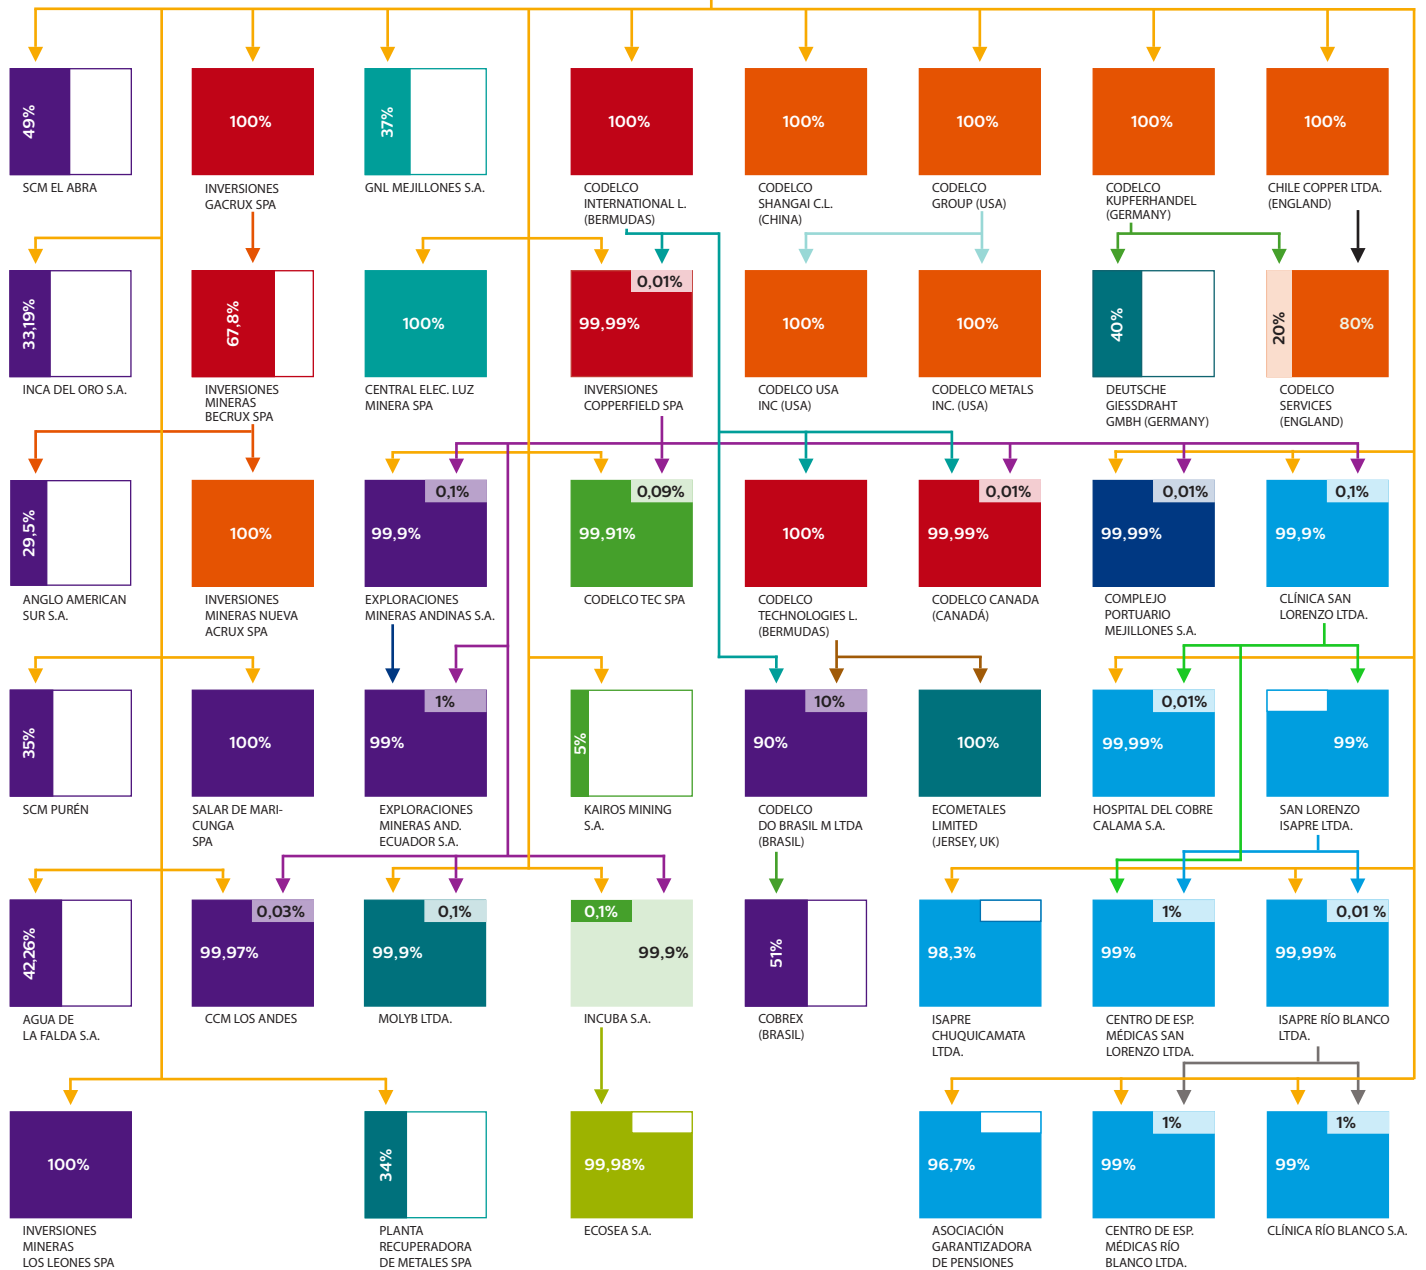 49%
SCM EL ABRA
100%
INVERSIONES
GACRUX SPA
37%
GNL MEJILLONES S.A.
100%
CODELCO
INTERNATIONAL L.
(BERMUDAS)
100%
CODELCO
SHANGAI C.L.
(CHINA)
100%
CODELCO
GROUP (USA)
100%
CODELCO
KUPFERHANDEL
(GERMANY)
100%
CHILE COPPER LTDA.
(ENGLAND)
33,19%
INCA DEL ORO S.A.
67,8%
INVERSIONES
MINERAS
BECRUX SPA
100%
CENTRAL ELEC. LUZ
MINERA SPA
0,01%
99,99%
INVERSIONES
COPPERFIELD SPA
100%
CODELCO USA
INC (USA)
100%
CODELCO METALS
INC. (USA)
40%
DEUTSCHE
GIESSDRAHT
GMBH (GERMANY)
20%
80%
CODELCO
SERVICES
(ENGLAND)
29,5%
ANGLO AMERICAN
SUR S.A.
100%
INVERSIONES
MINERAS NUEVA
ACRUX SPA
0,1%
99,9%
EXPLORACIONES
MINERAS ANDINAS S.A.
0,09%
99,91%
CODELCO TEC SPA
100%
CODELCO
TECHNOLOGIES L.
(BERMUDAS)
0,01%
99,99%
CODELCO CANADA
(CANADÁ)
0,01%
99,99%
COMPLEJO
PORTUARIO
MEJILLONES S.A.
0,1%
99,9%
CLÍNICA SAN
LORENZO LTDA.
35%
SCM PURÉN
100%
SALAR DE MARI-
CUNGA
SPA
1%
99%
EXPLORACIONES
MINERAS AND.
ECUADOR S.A.
5%
KAIROS MINING
S.A.
10%
90%
CODELCO
DO BRASIL M LTDA
(BRASIL)
100%
ECOMETALES
LIMITED
(JERSEY, UK)
0,01%
99,99%
HOSPITAL DEL COBRE
CALAMA S.A.
99%
SAN LORENZO
ISAPRE LTDA.
42,26%
AGUA DE
LA FALDA S.A.
0,03%
99,97%
CCM LOS ANDES
0,1%
99,9%
MOLYB LTDA.
0,1%
99,9%
INCUBA S.A.
51%
COBREX
(BRASIL)
98,3%
ISAPRE
CHUQUICAMATA
LTDA.
1%
99%
CENTRO DE ESP.
MÉDICAS SAN
LORENZO LTDA.
0,01 %
99,99%
ISAPRE RÍO BLANCO
LTDA.
100%
INVERSIONES
MINERAS
LOS LEONES SPA
34%
PLANTA
RECUPERADORA
DE METALES SPA
99,98%
ECOSEA S.A.
96,7%
ASOCIACIÓN
GARANTIZADORA
DE PENSIONES
1%
99%
CENTRO DE ESP.
MÉDICAS RÍO
BLANCO LTDA.
1%
99%
CLÍNICA RÍO BLANCO S.A.